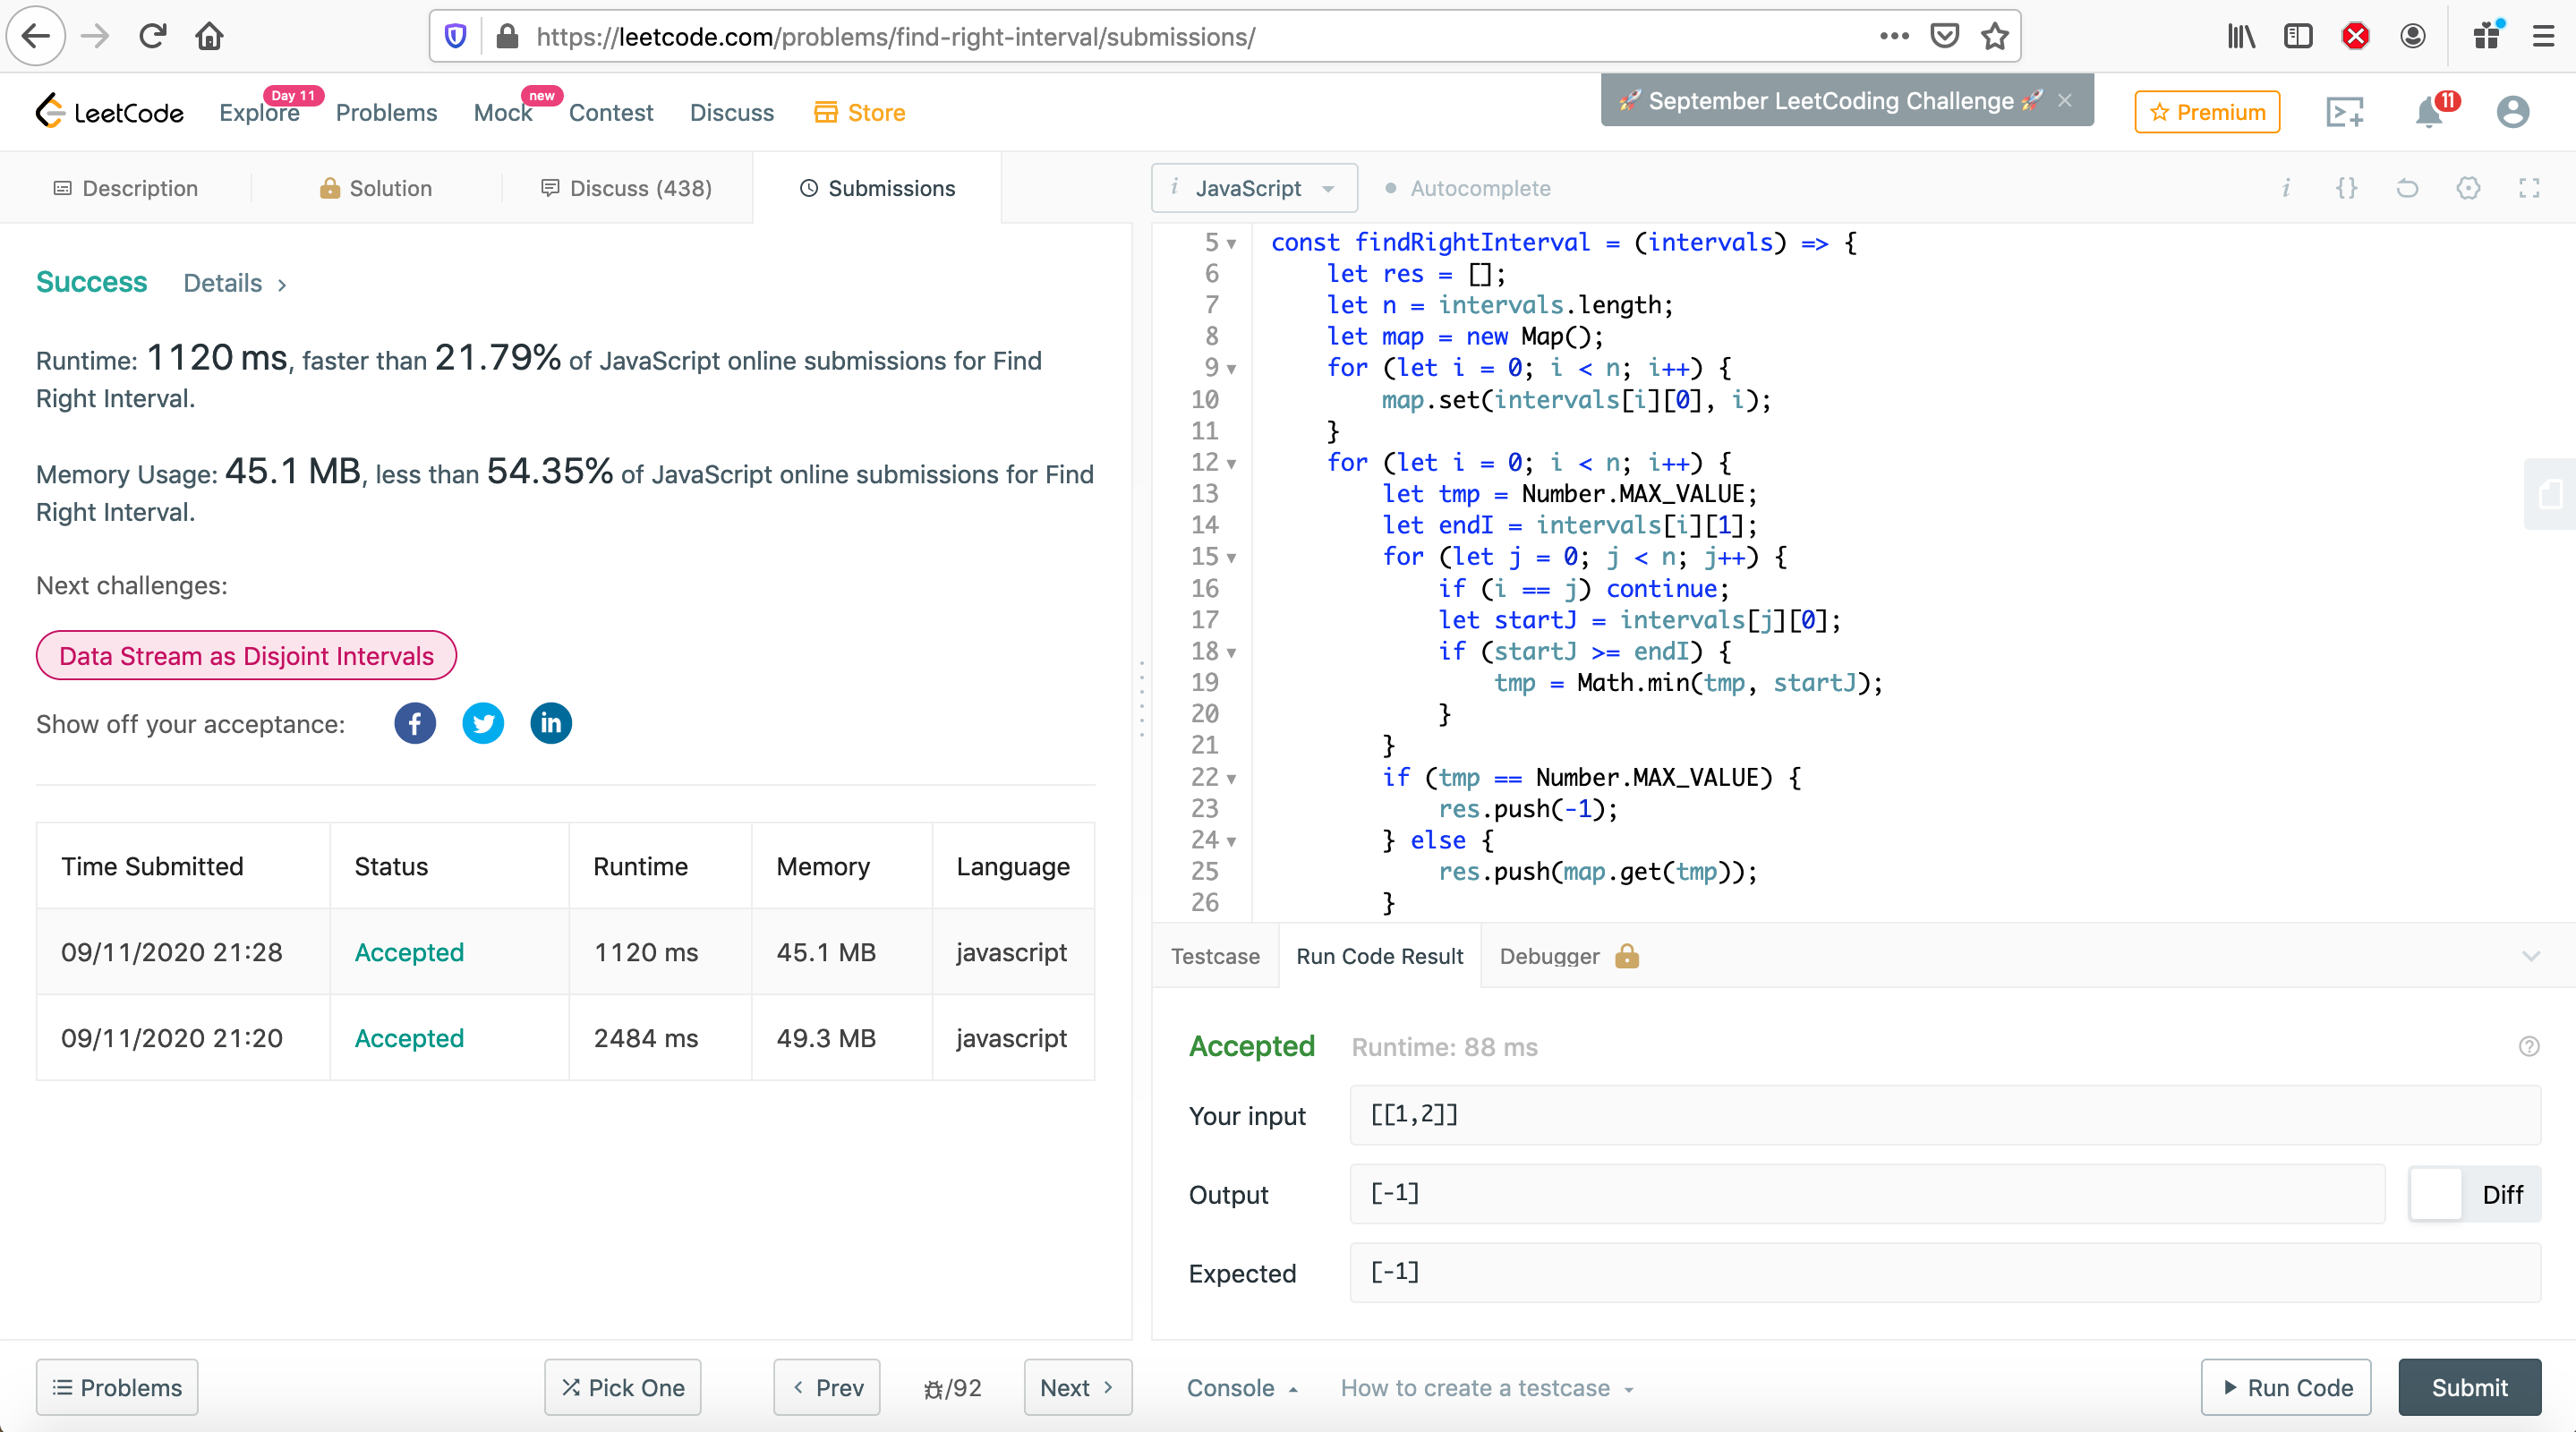 https://leetcode.com/problems/find-right-interval/submissions/
LeetCode
Explore
Day 11
Problems
Mock
new
Contest
Discuss
Store
🚀 September LeetCoding Challenge 🚀 ×
Premium
11
Description
Solution
Discuss (438)
Submissions
Success
Details
Runtime: 1120 ms, faster than 21.79% of JavaScript online submissions for Find
Right Interval.
Memory Usage: 45.1 MB, less than 54.35% of JavaScript online submissions for Find
Right Interval.
Next challenges:
Data Stream as Disjoint Intervals
Show off your acceptance:
Time Submitted Status Runtime Memory Language
09/11/2020 21:28 Accepted 1120 ms 45.1 MB javascript
09/11/2020 21:20 Accepted 2484 ms 49.3 MB javascript
Problems
Pick One
Prev
/92
Next
i JavaScript
Autocomplete
i {}
5 const findRightInterval = (intervals) => {
6 let res = [];
7 let n = intervals.length;
8 let map = new Map();
9 for (let i = 0; i < n; i++) {
10 map.set(intervals[i][0], i);
11 }
12 for (let i = 0; i < n; i++) {
13 let tmp = Number.MAX_VALUE;
14 let endI = intervals[i][1];
15 for (let j = 0; j < n; j++) {
16 if (i == j) continue;
17 let startJ = intervals[j][0];
18 if (startJ >= endI) {
19 tmp = Math.min(tmp, startJ);
20 }
21 }
22 if (tmp == Number.MAX_VALUE) {
23 res.push(-1);
24 } else {
25 res.push(map.get(tmp));
26 }
Testcase
Run Code Result
Debugger
Accepted
Runtime: 88 ms
Your input
[[1,2]]
Output
[-1]
Diff
Expected
[-1]
Console
How to create a testcase
Run Code
Submit